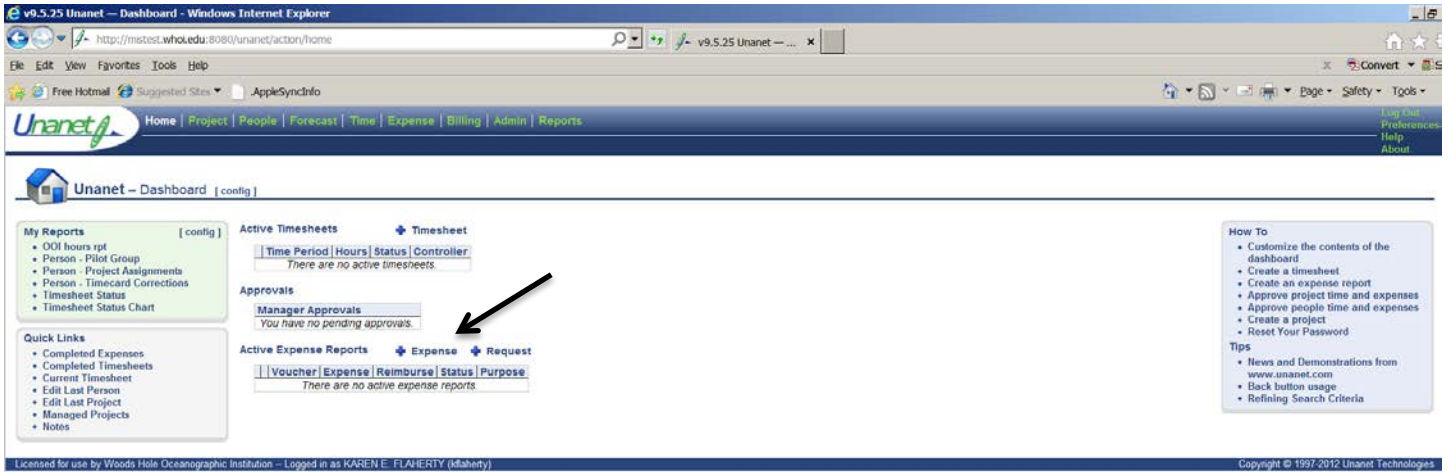 v9.5.25 Unanet — Dashboard - Windows Internet Explorer
http://mistest.whoi.edu:8080/unanet/action/home
v9.5.25 Unanet — ...
File Edit View Favorites Tools Help
Convert
Free Hotmail Suggested Sites AppleSyncInfo
Page Safety Tools
Unanet
Home | Project | People | Forecast | Time | Expense | Billing | Admin | Reports
Log Out
Preferences
Help
About
Unanet – Dashboard [ config ]
My Reports [ config ]
• OOI hours rpt
• Person - Pilot Group
• Person - Project Assignments
• Person - Timecard Corrections
• Timesheet Status
• Timesheet Status Chart
Quick Links
• Completed Expenses
• Completed Timesheets
• Current Timesheet
• Edit Last Person
• Edit Last Project
• Managed Projects
• Notes
Active Timesheets Timesheet
Time Period Hours Status Controller
There are no active timesheets.
Approvals
Manager Approvals
You have no pending approvals.
Active Expense Reports Expense Request
Voucher Expense Reimburse Status Purpose
There are no active expense reports.
How To
• Customize the contents of the
dashboard
• Create a timesheet
• Create an expense report
• Approve project time and expenses
• Approve people time and expenses
• Create a project
• Reset Your Password
Tips
• News and Demonstrations from
www.unanet.com
• Back button usage
• Refining Search Criteria
Licensed for use by Woods Hole Oceanographic Institution – Logged in as KAREN E. FLAHERTY (kflaherty)
Copyright © 1997-2012 Unanet Technologies